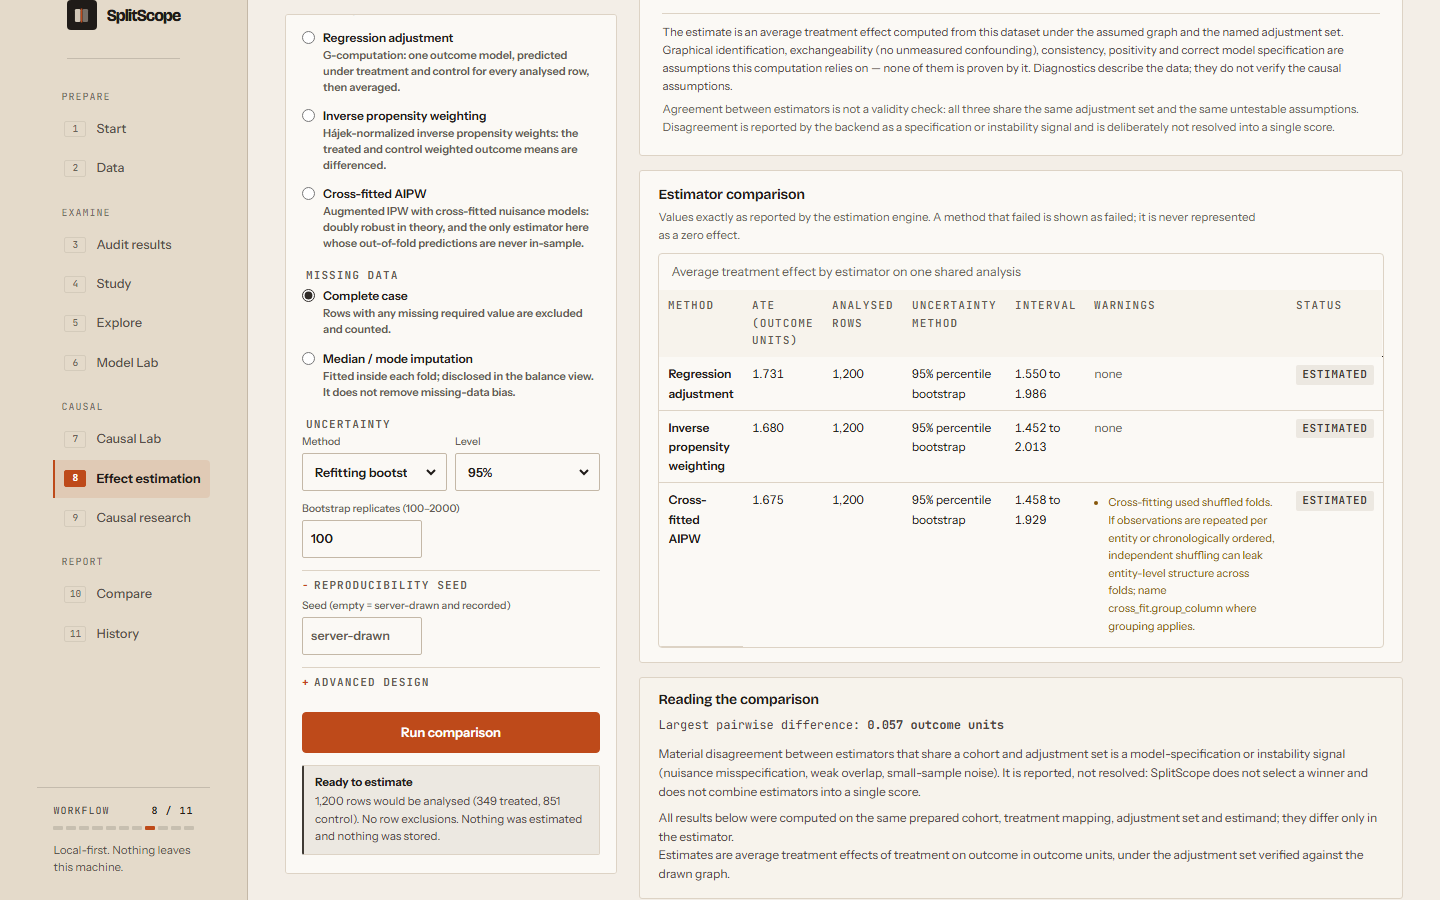 SplitScope
PREPARE
1 Start
2 Data
EXAMINE
3 Audit results
4 Study
5 Explore
6 Model Lab
CAUSAL
7 Causal Lab
8 Effect estimation
9 Causal research
REPORT
10 Compare
11 History
WORKFLOW 8 / 11
Local-first. Nothing leaves
this machine.
Regression adjustment
G-computation: one outcome model, predicted
under treatment and control for every analysed row,
then averaged.
Inverse propensity weighting
Hájek-normalized inverse propensity weights: the
treated and control weighted outcome means are
differenced.
Cross-fitted AIPW
Augmented IPW with cross-fitted nuisance models:
doubly robust in theory, and the only estimator here
whose out-of-fold predictions are never in-sample.
MISSING DATA
Complete case
Rows with any missing required value are excluded
and counted.
Median / mode imputation
Fitted inside each fold; disclosed in the balance view.
It does not remove missing-data bias.
UNCERTAINTY
Method Level
Refitting bootst 95%
Bootstrap replicates (100–2000)
100
- REPRODUCIBILITY SEED
Seed (empty = server-drawn and recorded)
server-drawn
+ ADVANCED DESIGN
Run comparison
Ready to estimate
1,200 rows would be analysed (349 treated, 851
control). No row exclusions. Nothing was estimated
and nothing was stored.
The estimate is an average treatment effect computed from this dataset under the assumed graph and the named adjustment set.
Graphical identification, exchangeability (no unmeasured confounding), consistency, positivity and correct model specification are
assumptions this computation relies on — none of them is proven by it. Diagnostics describe the data; they do not verify the causal
assumptions.
Agreement between estimators is not a validity check: all three share the same adjustment set and the same untestable assumptions.
Disagreement is reported by the backend as a specification or instability signal and is deliberately not resolved into a single score.
Estimator comparison
Values exactly as reported by the estimation engine. A method that failed is shown as failed; it is never represented
as a zero effect.
Average treatment effect by estimator on one shared analysis
METHOD ATE ANALYSED UNCERTAINTY INTERVAL WARNINGS STATUS
(OUTCOME ROWS METHOD
UNITS)
Regression 1.731 1,200 95% percentile 1.550 to none ESTIMATED
adjustment bootstrap 1.986
Inverse 1.680 1,200 95% percentile 1.452 to none ESTIMATED
propensity bootstrap 2.013
weighting
Cross- 1.675 1,200 95% percentile 1.458 to • Cross-fitting used shuffled folds. ESTIMATED
fitted bootstrap 1.929 If observations are repeated per
AIPW entity or chronologically ordered,
independent shuffling can leak
entity-level structure across
folds; name
cross_fit.group_column where
grouping applies.
Reading the comparison
Largest pairwise difference: 0.057 outcome units
Material disagreement between estimators that share a cohort and adjustment set is a model-specification or instability signal
(nuisance misspecification, weak overlap, small-sample noise). It is reported, not resolved: SplitScope does not select a winner and
does not combine estimators into a single score.
All results below were computed on the same prepared cohort, treatment mapping, adjustment set and estimand; they differ only in
the estimator.
Estimates are average treatment effects of treatment on outcome in outcome units, under the adjustment set verified against the
drawn graph.